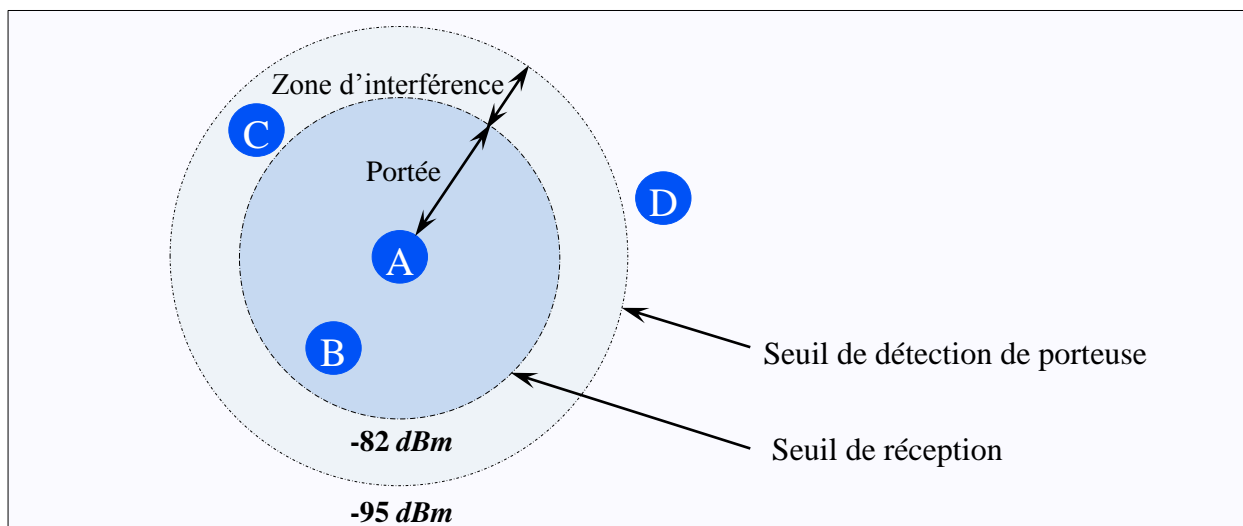 Zone d’interférence
C
Portée
D
A
B
Seuil de détection de porteuse
-82 dBm
Seuil de réception
-95 dBm